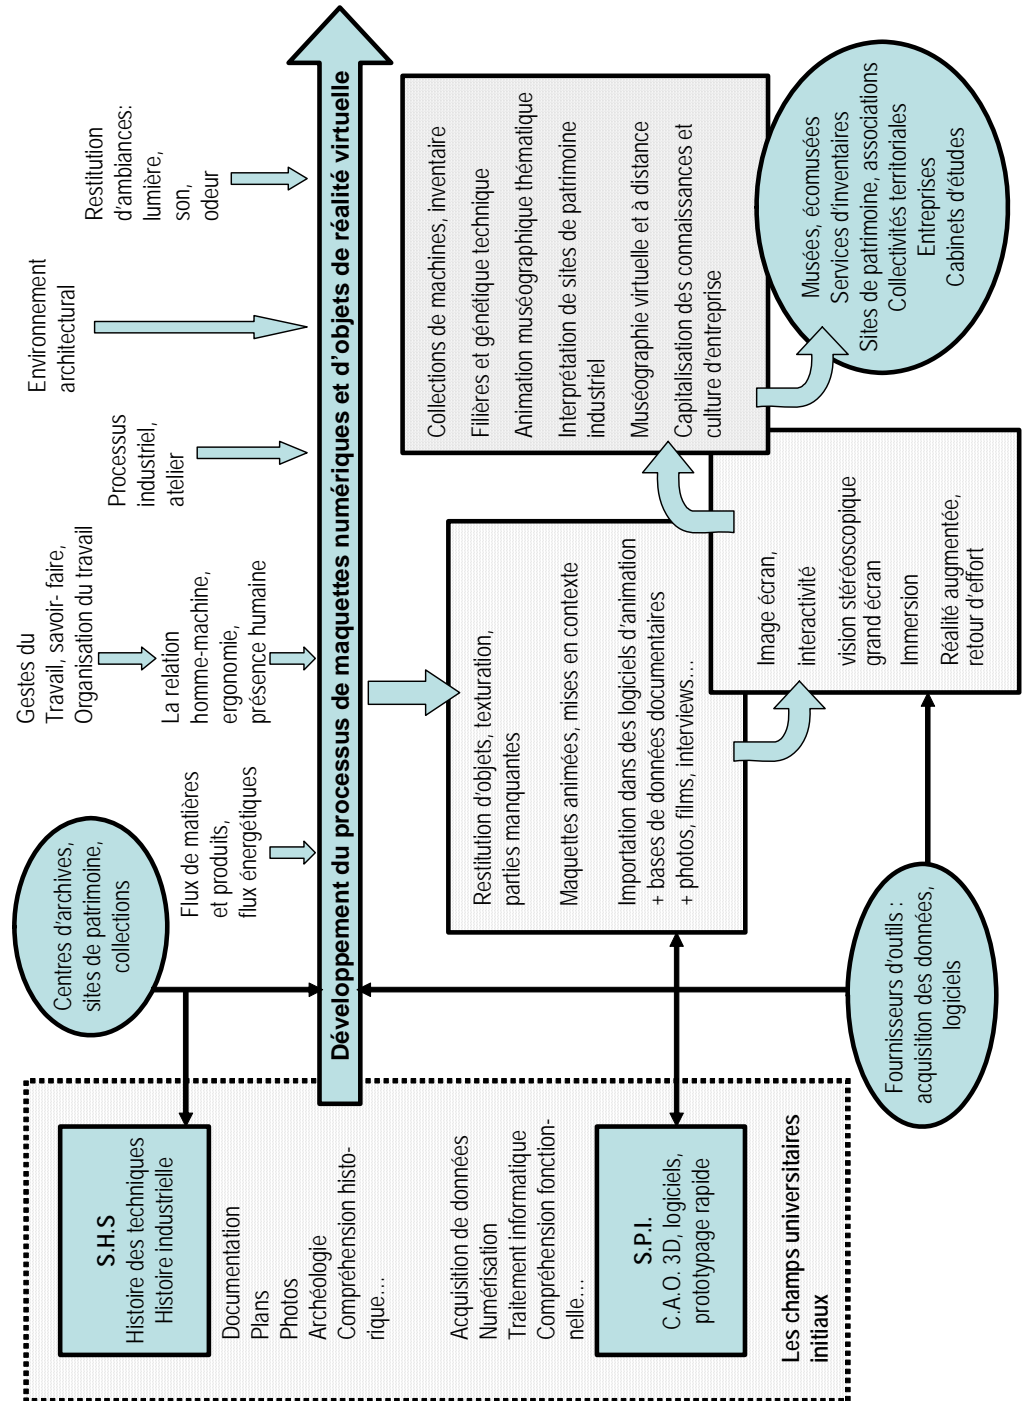 S.H.S
Histoire des techniques
Histoire industrielle
Documentation
Plans
Photos
Archéologie
Compréhension histo-
rique…
Acquisition de données
Numérisation
Traitement informatique
Compréhension fonction-
nelle…
S.P.I.
C.A.O. 3D, logiciels,
prototypage rapide
Les champs universitaires
initiaux
Centres d'archives,
sites de patrimoine,
collections
Fournisseurs d'outils :
acquisition des données,
logiciels
Développement du processus de maquettes numériques et d'objets de réalité virtuelle
Flux de matières
et produits,
flux énergétiques
Gestes du
Travail, savoir- faire,
Organisation du travail
La relation
homme-machine,
ergonomie,
présence humaine
Processus
industriel,
atelier
Environnement
architectural
Restitution
d'ambiances:
lumière,
son,
odeur
Restitution d'objets, texturation,
parties manquantes
Maquettes animées, mises en contexte
Importation dans des logiciels d'animation
+ bases de données documentaires
+ photos, films, interviews…
Image écran,
interactivité
vision stéréoscopique
grand écran
Immersion
Réalité augmentée,
retour d'effort
Collections de machines, inventaire
Filières et génétique technique
Animation muséographique thématique
Interprétation de sites de patrimoine
industriel
Muséographie virtuelle et à distance
Capitalisation des connaissances et
culture d'entreprise
Musées, écomusées
Services d'inventaires
Sites de patrimoine, associations
Collectivités territoriales
Entreprises
Cabinets d'études